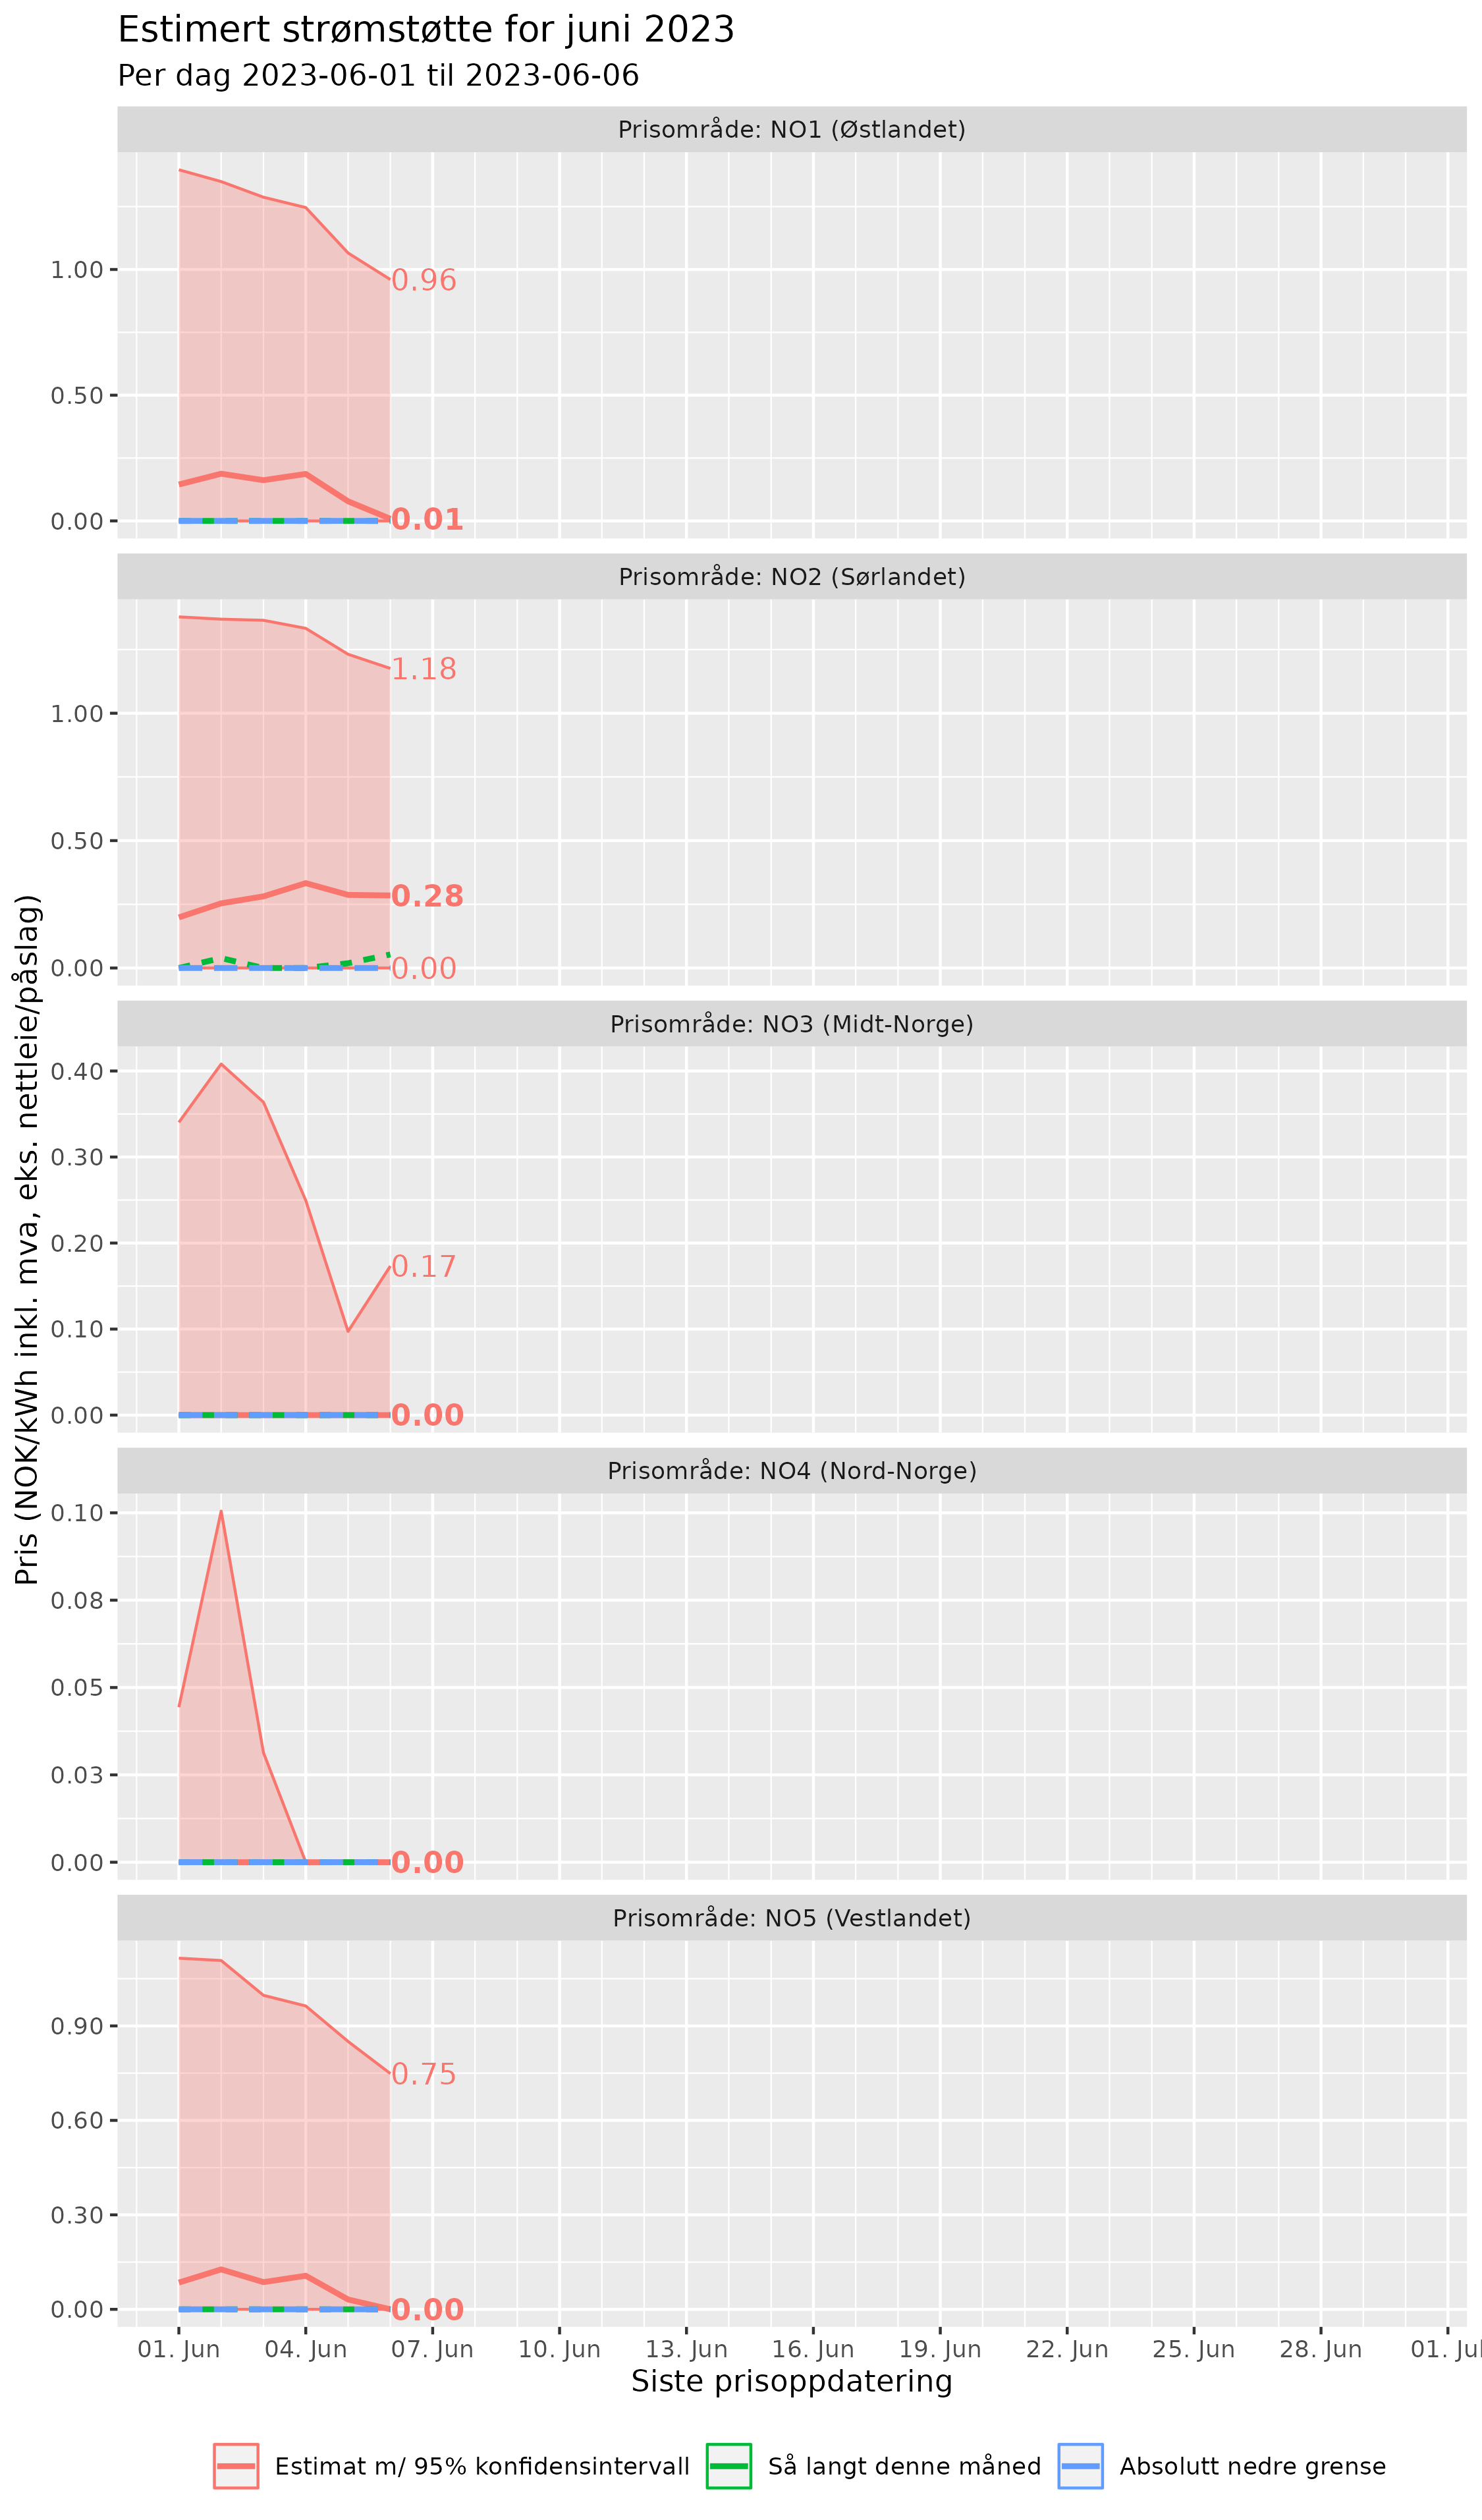 Estimert strømstøtte for juni 2023
Per dag 2023-06-01 til 2023-06-06
Pris (NOK/kWh inkl. mva, eks. nettleie/påslag)
Prisområde: NO1 (Østlandet)
1.00
0.50
0.00
0.96
0.01
Prisområde: NO2 (Sørlandet)
1.00
0.50
0.00
1.18
0.28
0.00
Prisområde: NO3 (Midt-Norge)
0.40
0.30
0.20
0.10
0.00
0.17
0.00
Prisområde: NO4 (Nord-Norge)
0.10
0.08
0.05
0.03
0.00
0.00
Prisområde: NO5 (Vestlandet)
0.90
0.60
0.30
0.00
0.75
0.00
01. Jun 04. Jun 07. Jun 10. Jun 13. Jun 16. Jun 19. Jun 22. Jun 25. Jun 28. Jun 01. Jul
Siste prisoppdatering
Estimat m/ 95% konfidensintervall Så langt denne måned Absolutt nedre grense